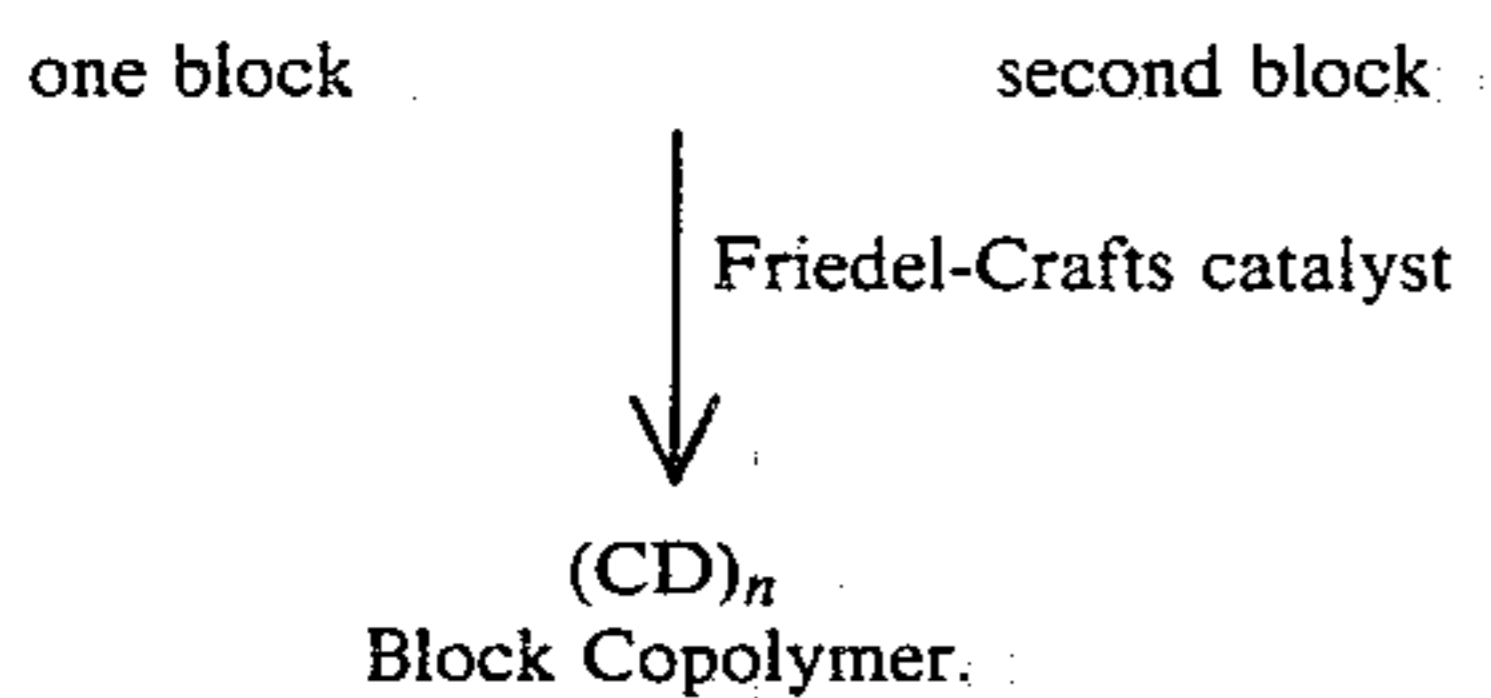 one block second block
Friedel-Crafts catalyst
(CD)n
Block Copolymer.